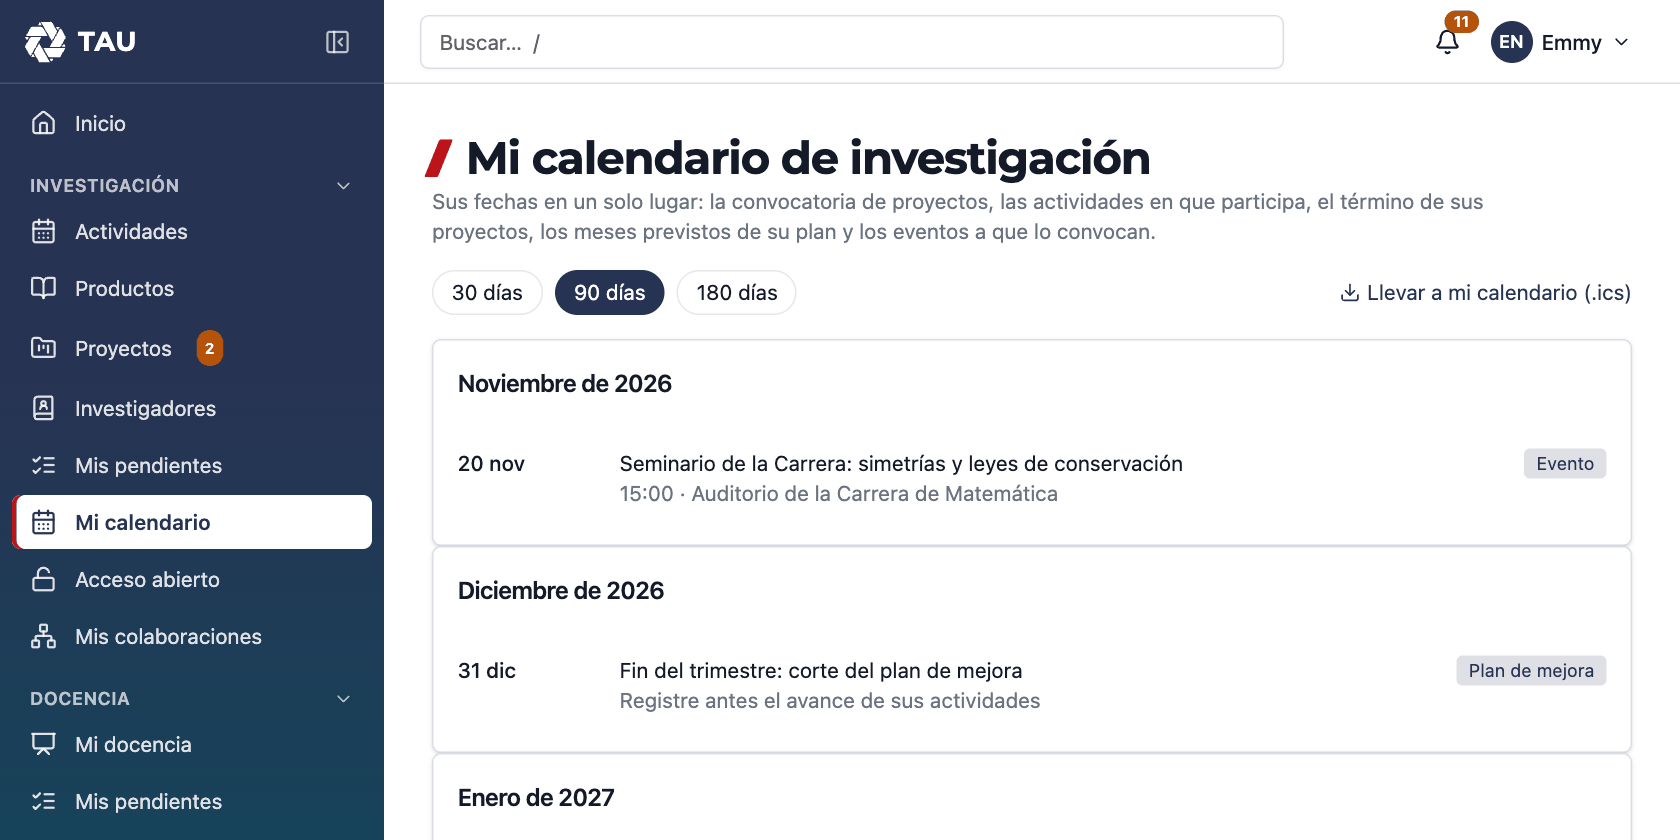 TAU
Buscar... /
11
EN
Emmy
Inicio
INVESTIGACIÓN
Actividades
Productos
Proyectos 2
Investigadores
Mis pendientes
Mi calendario
Acceso abierto
Mis colaboraciones
DOCENCIA
Mi docencia
Mis pendientes
Mi calendario de investigación
Sus fechas en un solo lugar: la convocatoria de proyectos, las actividades en que participa, el término de sus
proyectos, los meses previstos de su plan y los eventos a que lo convocan.
30 días
90 días
180 días
Llevar a mi calendario (.ics)
Noviembre de 2026
20 nov
Seminario de la Carrera: simetrías y leyes de conservación
15:00 · Auditorio de la Carrera de Matemática
Evento
Diciembre de 2026
31 dic
Fin del trimestre: corte del plan de mejora
Registre antes el avance de sus actividades
Plan de mejora
Enero de 2027